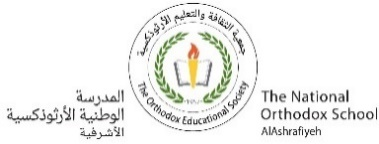 جمعية الثقافة والتعليم الأرثوذكسية
The Orthodox Educational Society
المدرسة
الوطنية الأرثوذكسية
الأشرفية
The National
Orthodox School
AlAshrafiyeh